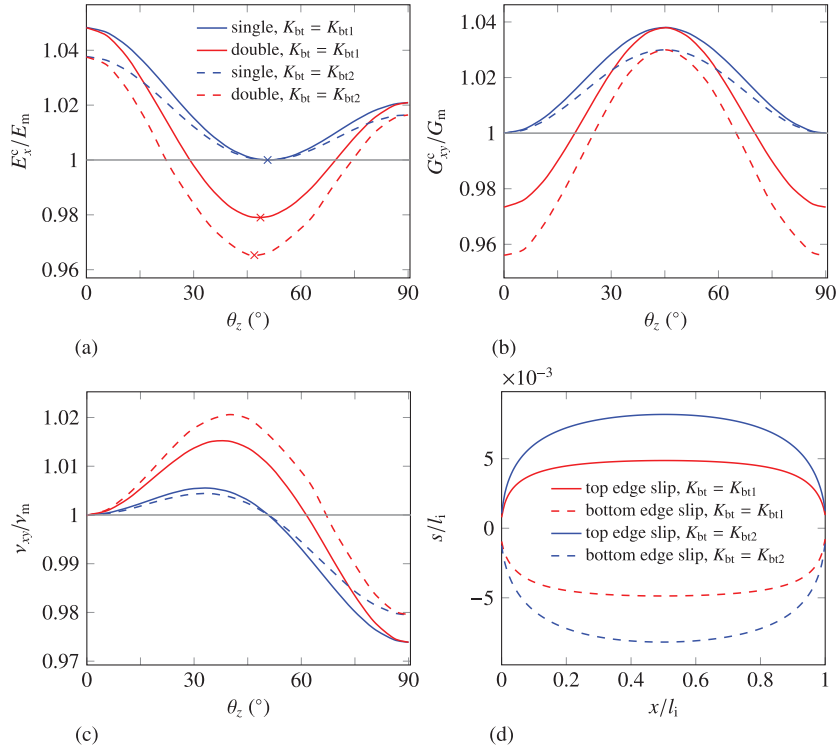 single, K_bt = K_bt1
double, K_bt = K_bt1
single, K_bt = K_bt2
double, K_bt = K_bt2
1.04
1.02
1
0.98
0.96
E_x^c/E_m
0 30 60 90
θ_z (°)
(a)
1.04
1.02
1
0.98
0.96
G_xy^c/G_m
0 30 60 90
θ_z (°)
(b)
1.02
1.01
1
0.99
0.98
0.97
ν_xy/ν_m
0 30 60 90
θ_z (°)
(c)
×10⁻³
5
0
−5
s/l_i
top edge slip, K_bt = K_bt1
bottom edge slip, K_bt = K_bt1
top edge slip, K_bt = K_bt2
bottom edge slip, K_bt = K_bt2
0 0.2 0.4 0.6 0.8 1
x/l_i
(d)